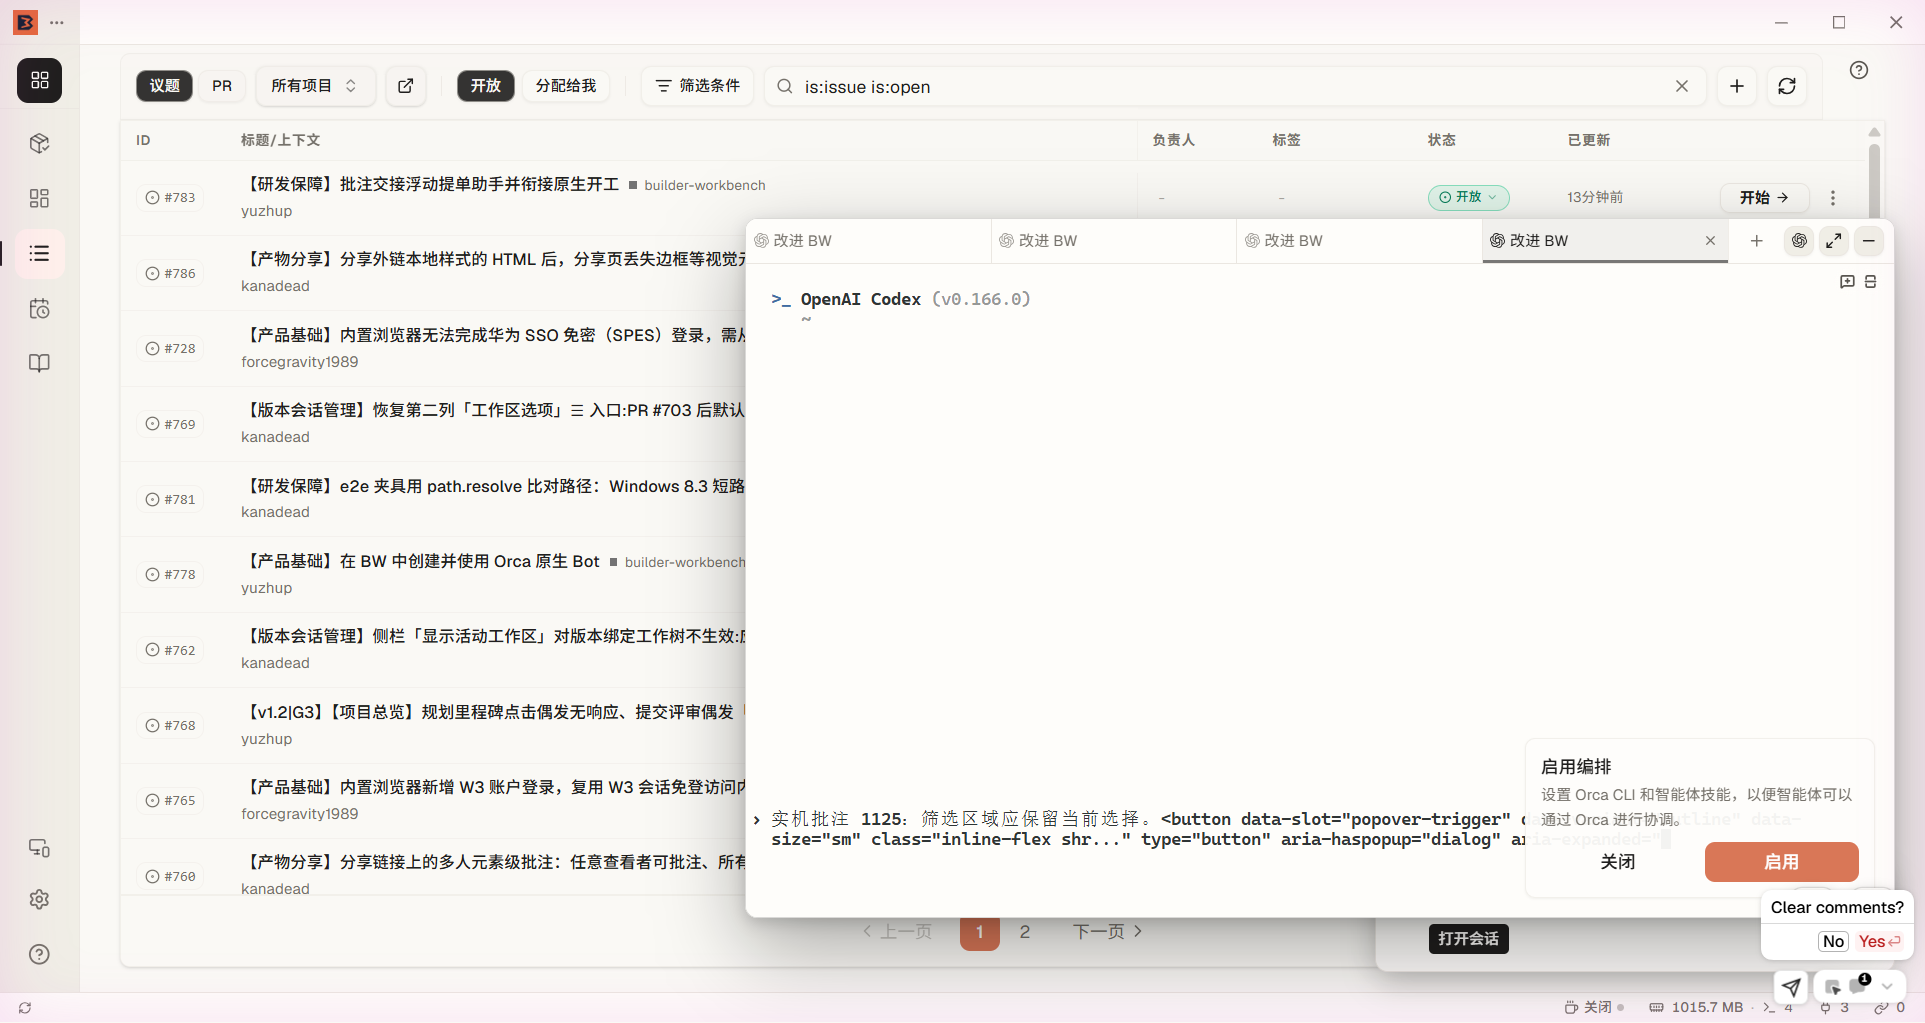 议题 PR 所有项目 开放 分配给我 筛选条件 is:issue is:open
ID 标题/上下文 负责人 标签 状态 已更新
#783 【研发保障】批注交接浮动提单助手并衔接原生开工 builder-workbench - - 开放 13分钟前 开始 →
yuzhup
#786 【产物分享】分享外链本地样式的 HTML 后，分享页丢失边框等视觉
kanadead
#728 【产品基础】内置浏览器无法完成华为 SSO 免密（SPES）登录，需
forcegravity1989
#769 【版本会话管理】恢复第二列「工作区选项」☰ 入口:PR #703 后默认
kanadead
#781 【研发保障】e2e 夹具用 path.resolve 比对路径：Windows 8.3 短路
kanadead
#778 【产品基础】在 BW 中创建并使用 Orca 原生 Bot builder-workbench
yuzhup
#762 【版本会话管理】侧栏「显示活动工作区」对版本绑定工作树不生效:
kanadead
#768 【v1.2|G3】【项目总览】规划里程碑点击偶发无响应、提交评审偶发
yuzhup
#765 【产品基础】内置浏览器新增 W3 账户登录，复用 W3 会话免登访问
forcegravity1989
#760 【产物分享】分享链接上的多人元素级批注：任意查看者可批注、所有
kanadead
上一页 1 2 下一页
改进 BW 改进 BW 改进 BW 改进 BW
>_ OpenAI Codex (v0.166.0)
~
› 实机批注 1125: 筛选区域应保留当前选择。<button data-slot="popover-trigger" data-
size="sm" class="inline-flex shr..." type="button" aria-haspopup="dialog" aria-expanded="
启用编排
设置 Orca CLI 和智能体技能，以便智能体可以
通过 Orca 进行协调。
关闭 启用
Clear comments?
No Yes
打开会话
1
关闭 1015.7 MB 4 3 0